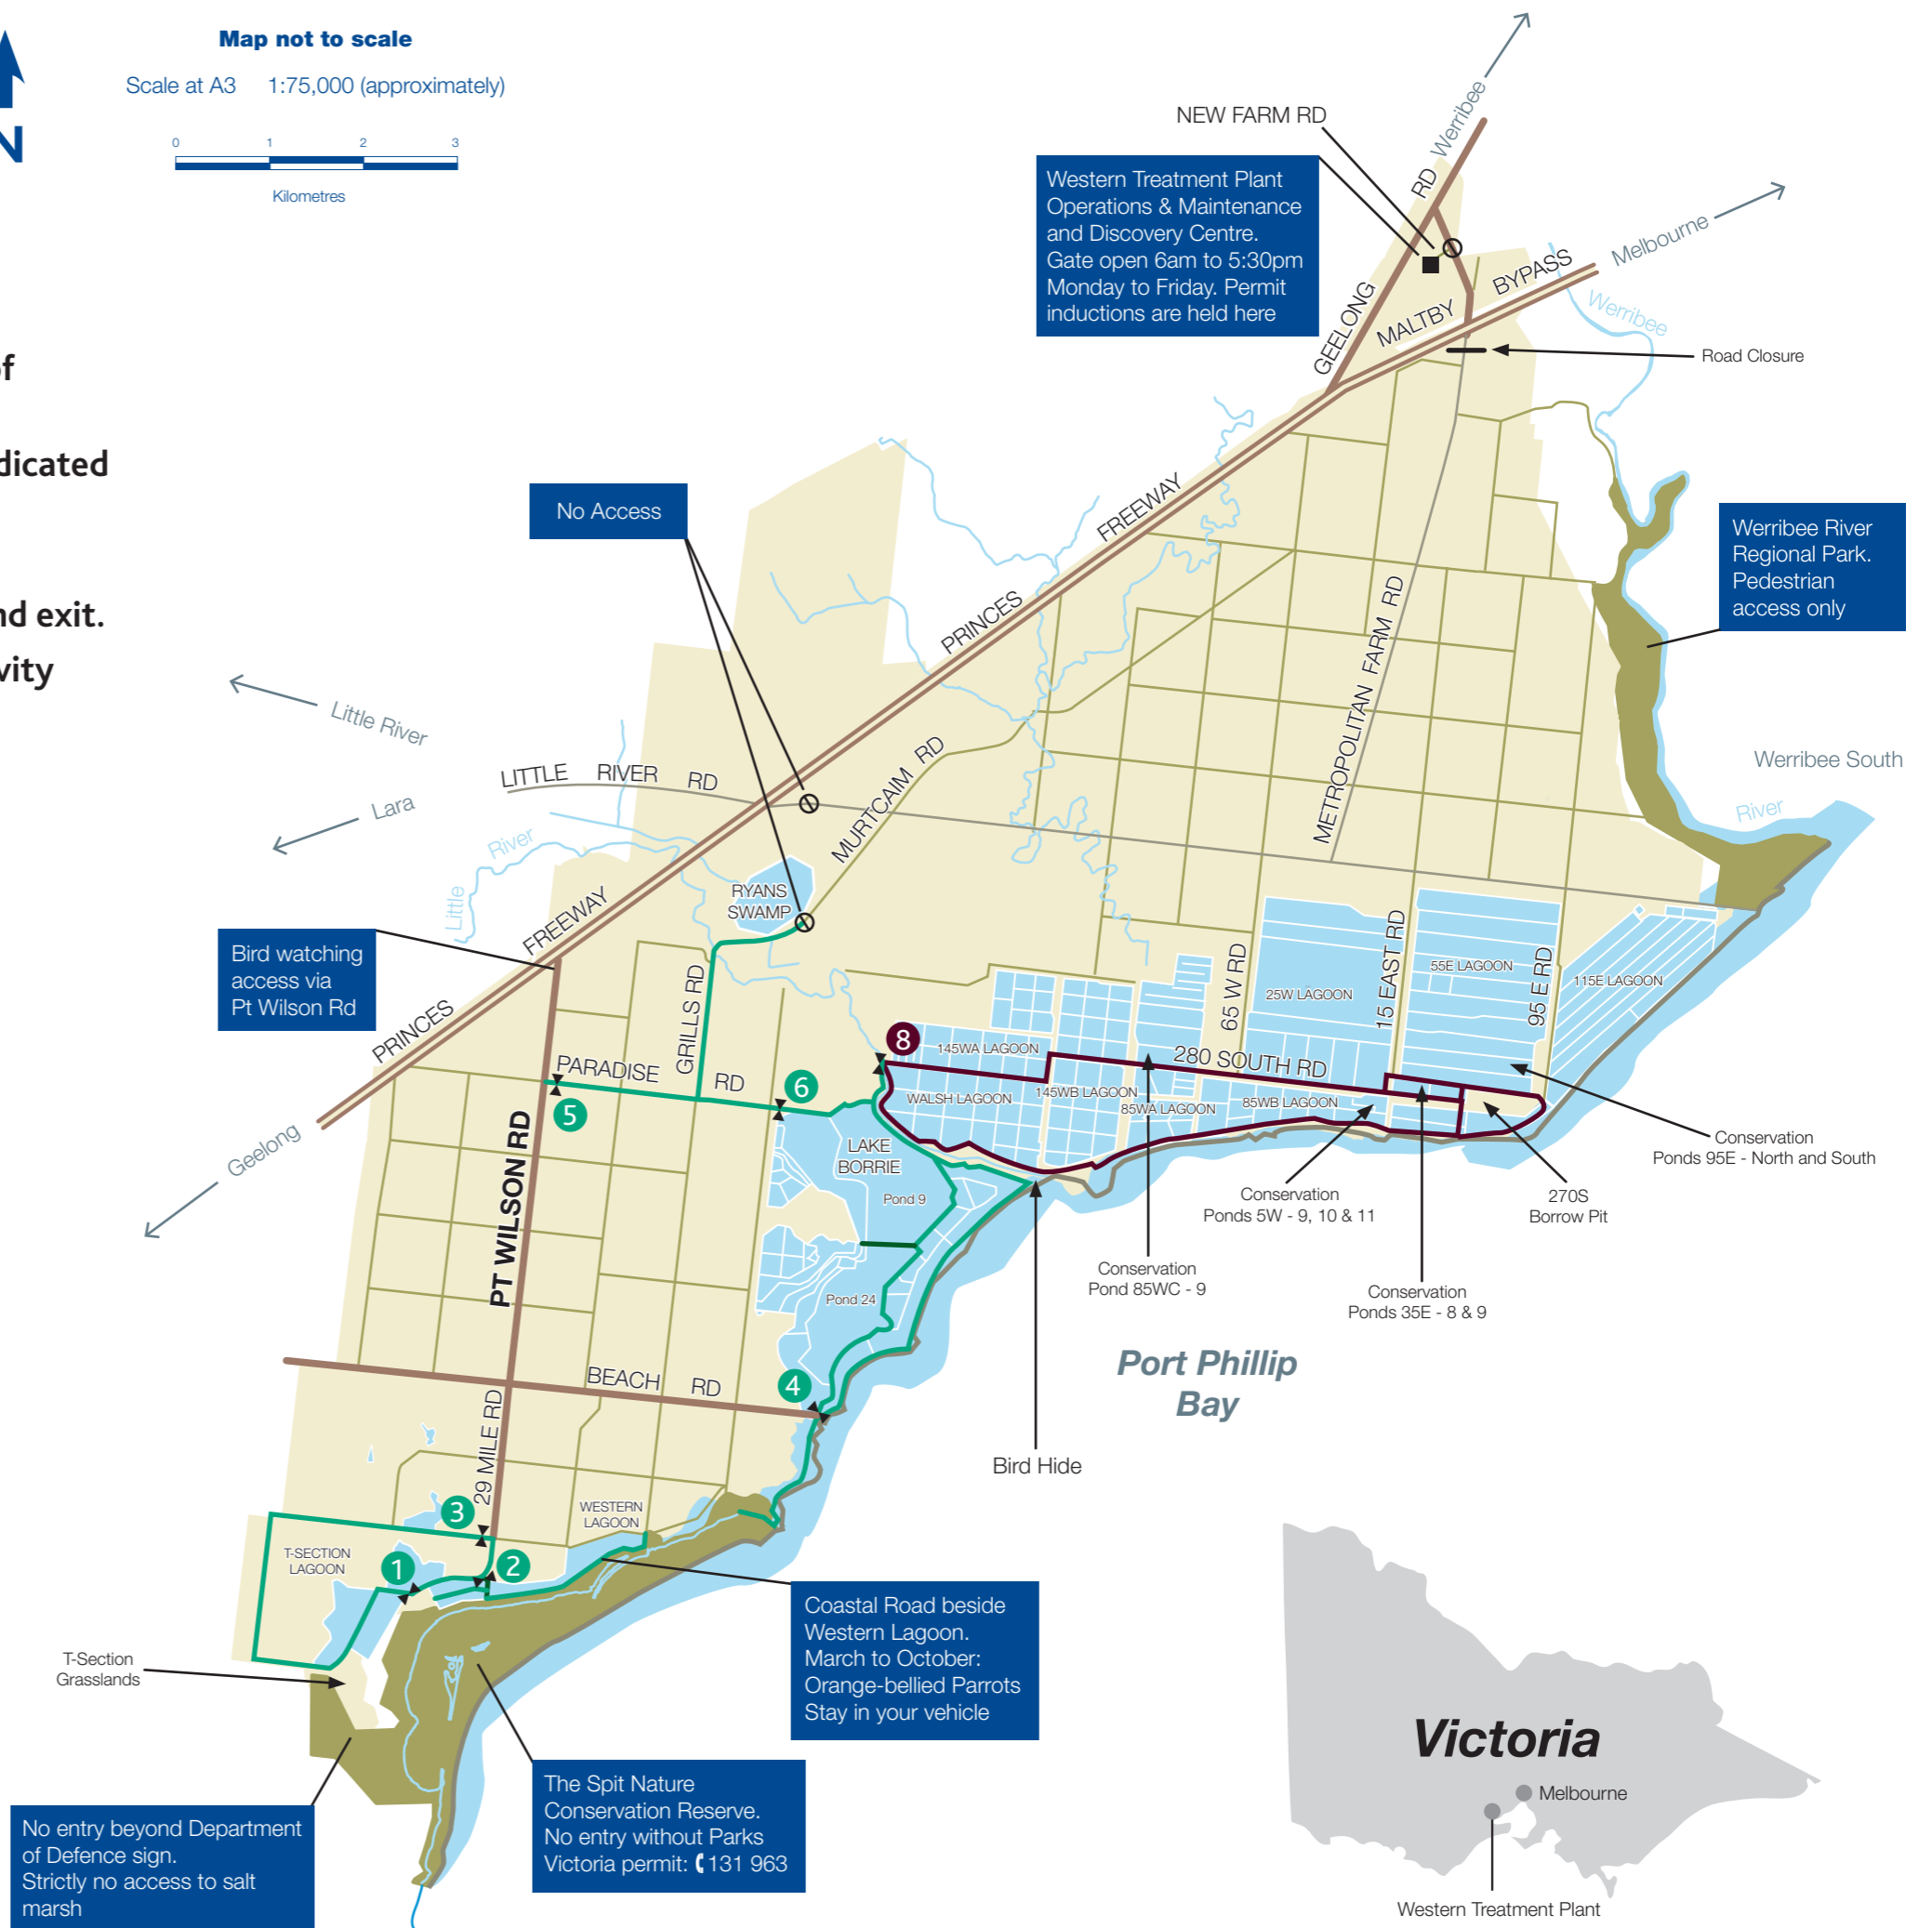 N
Map not to scale
Scale at A3 1:75,000 (approximately)
0 1 2 3
Kilometres
of
dicated
nd exit.
vity
NEW FARM RD
Western Treatment Plant
Operations & Maintenance
and Discovery Centre.
Gate open 6am to 5:30pm
Monday to Friday. Permit
inductions are held here
GEELONG RD
Werribee
MALTBY BYPASS
Melbourne
Werribee
Road Closure
No Access
PRINCES FREEWAY
METROPOLITAN FARM RD
Werribee River
Regional Park.
Pedestrian
access only
Werribee South
River
Little River
Lara
LITTLE RIVER RD
MURTCAIM RD
Little River
RYANS
SWAMP
Bird watching
access via
Pt Wilson Rd
PRINCES FREEWAY
Geelong
GRILLS RD
PARADISE RD
PT WILSON RD
5
6
8
65 W RD
15 EAST RD
95 E RD
25W LAGOON
55E LAGOON
115E LAGOON
145WA LAGOON
280 SOUTH RD
WALSH LAGOON
145WB LAGOON
85WA LAGOON
85WB LAGOON
LAKE
BORRIE
Pond 9
Pond 24
Conservation
Ponds 95E - North and South
270S
Borrow Pit
Conservation
Ponds 5W - 9, 10 & 11
Conservation
Pond 85WC - 9
Conservation
Ponds 35E - 8 & 9
Port Phillip
Bay
Bird Hide
BEACH RD
4
29 MILE RD
3
WESTERN
LAGOON
T-SECTION
LAGOON
1
2
T-Section
Grasslands
Coastal Road beside
Western Lagoon.
March to October:
Orange-bellied Parrots
Stay in your vehicle
The Spit Nature
Conservation Reserve.
No entry without Parks
Victoria permit: 131 963
No entry beyond Department
of Defence sign.
Strictly no access to salt
marsh
Victoria
Melbourne
Western Treatment Plant